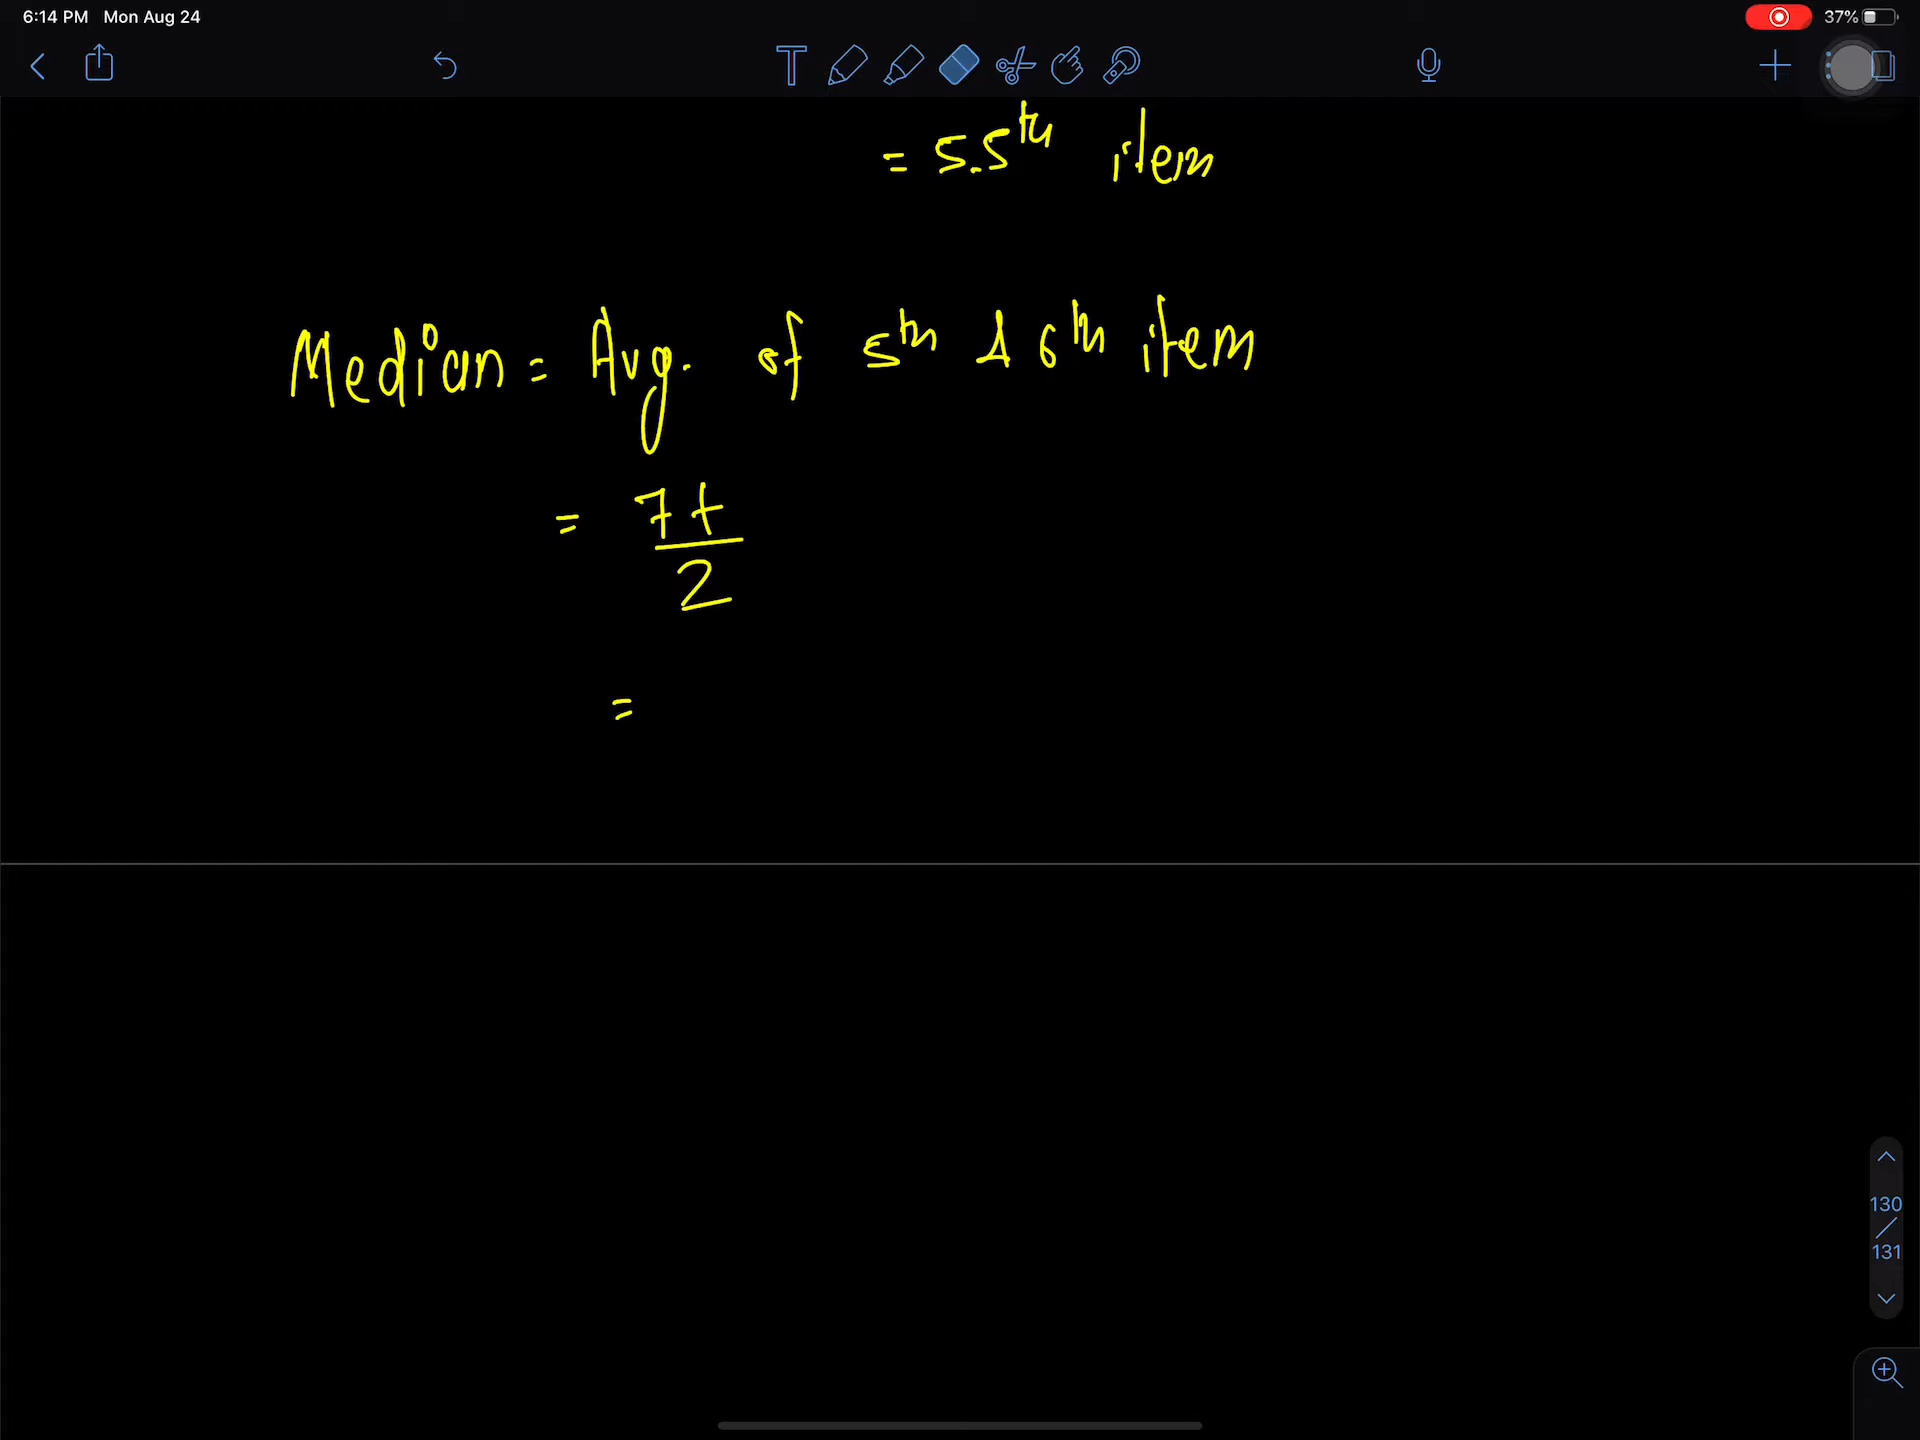 6:14 PM Mon Aug 24
37%
= 5.5th item
Median = Avg. of 5th & 6th item
= 7 +
2
=
130
131